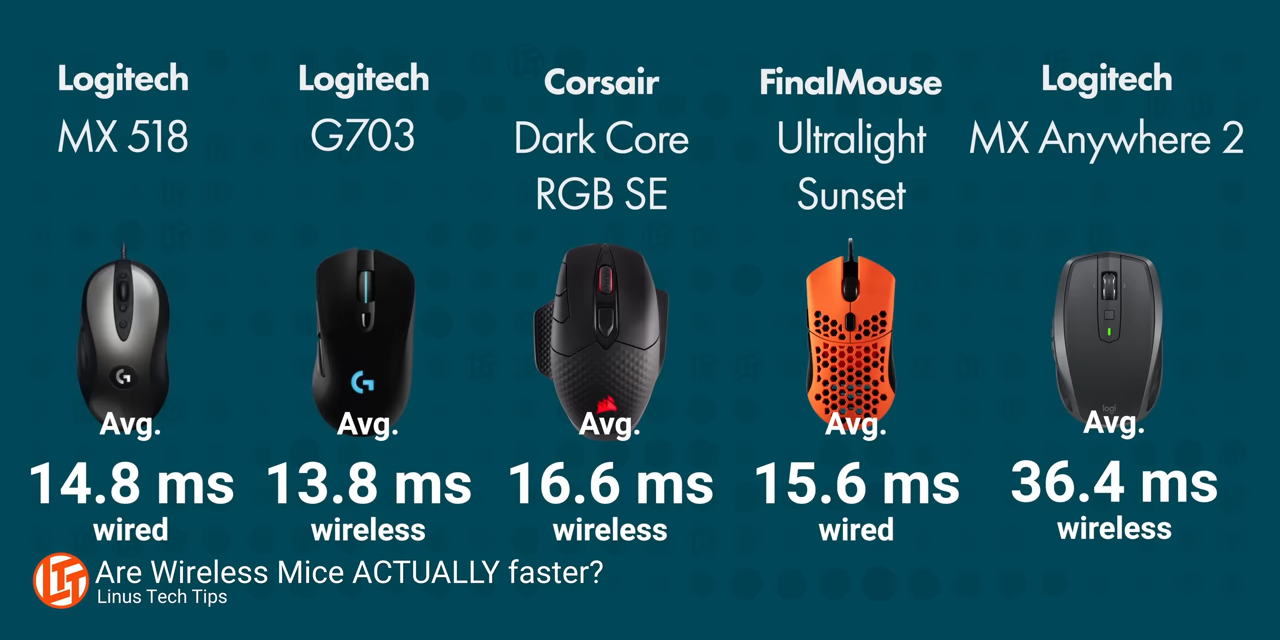 Logitech
MX 518
Avg.
14.8 ms
wired
Logitech
G703
Avg.
13.8 ms
wireless
Corsair
Dark Core
RGB SE
Avg.
16.6 ms
wireless
FinalMouse
Ultralight
Sunset
Avg.
15.6 ms
wired
Logitech
MX Anywhere 2
logi
Avg.
36.4 ms
wireless
LTT
Are Wireless Mice ACTUALLY faster?
Linus Tech Tips